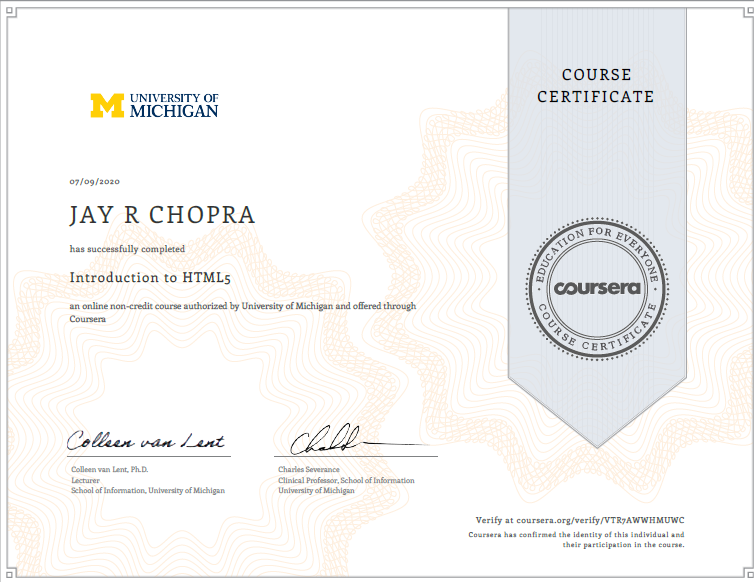 UNIVERSITY OF
MICHIGAN
COURSE
CERTIFICATE
07/09/2020
JAY R CHOPRA
has successfully completed
Introduction to HTML5
an online non-credit course authorized by University of Michigan and offered through
Coursera
EDUCATION FOR EVERYONE
coursera
COURSE CERTIFICATE
Colleen van Lent
Colleen van Lent, Ph.D.
Lecturer
School of Information, University of Michigan
Charles Severance
Clinical Professor, School of Information
University of Michigan
Verify at coursera.org/verify/VTR7AWWHMUWC
Coursera has confirmed the identity of this individual and
their participation in the course.